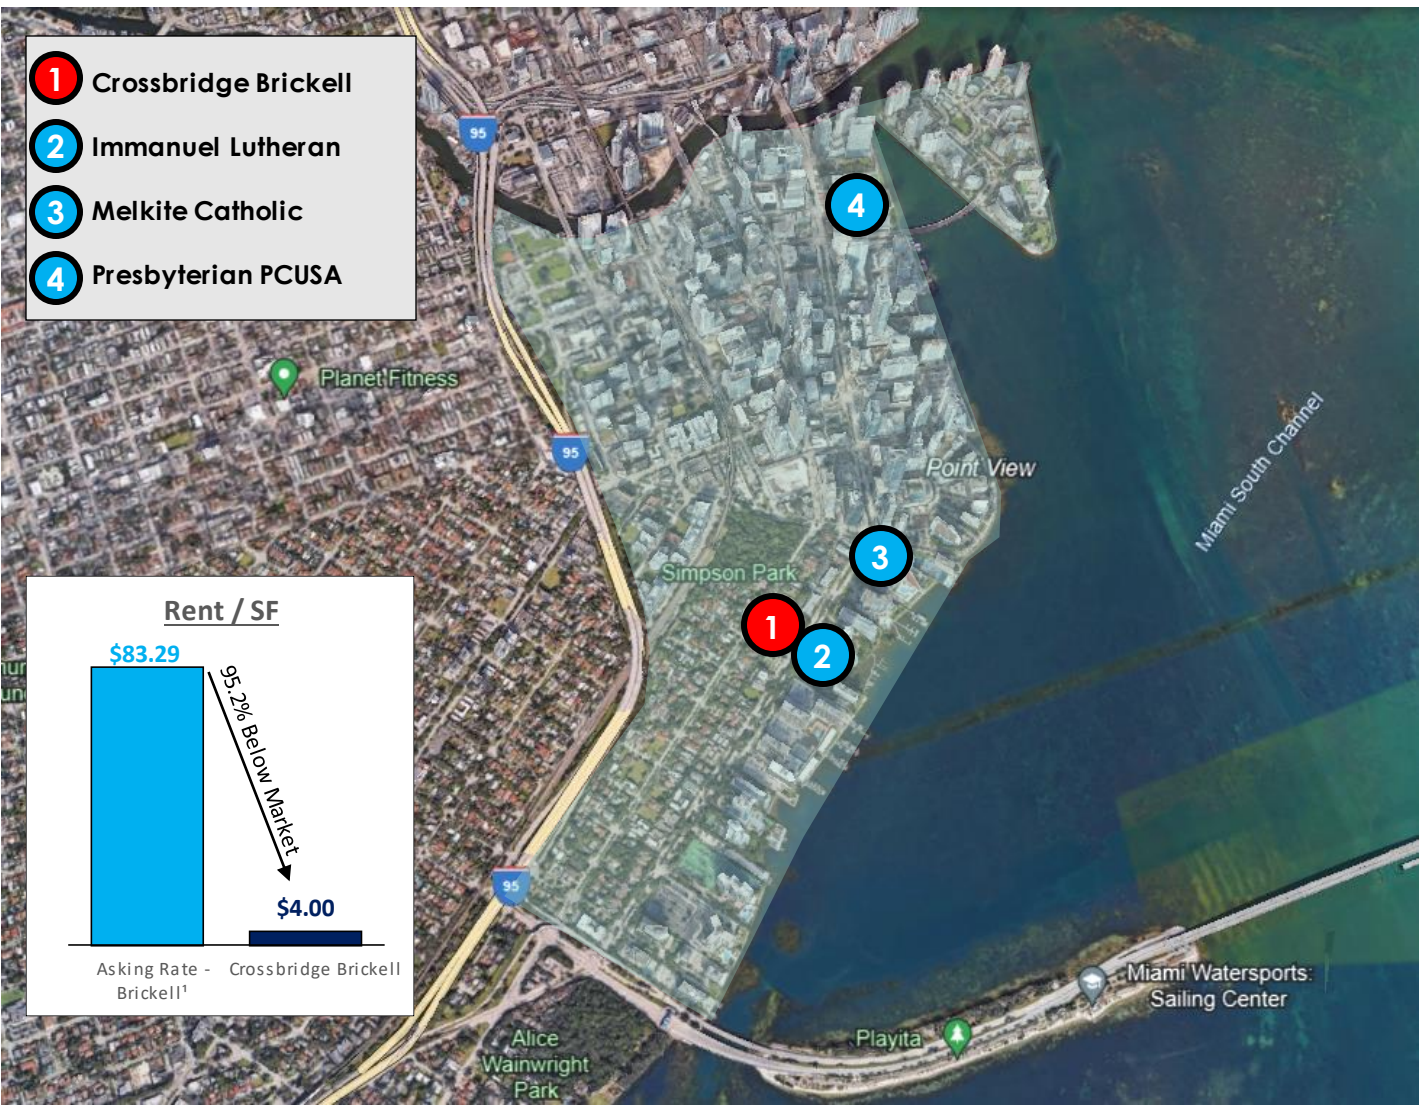 1 Crossbridge Brickell
2 Immanuel Lutheran
3 Melkite Catholic
4 Presbyterian PCUSA
95
4
Planet Fitness
95
Point View
Miami South Channel
3
Simpson Park
1
2
Rent / SF
$83.29
95.2% Below Market
$4.00
Asking Rate -
Brickell¹
Crossbridge Brickell
95
Miami Watersports:
Sailing Center
Playita
Alice
Wainwright
Park